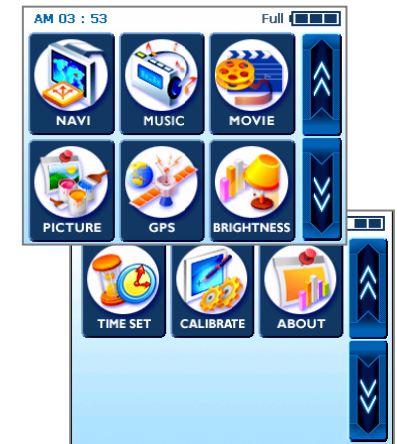 AM 03 : 53 Full
NAVI MUSIC MOVIE
PICTURE GPS BRIGHTNESS
TIME SET CALIBRATE ABOUT